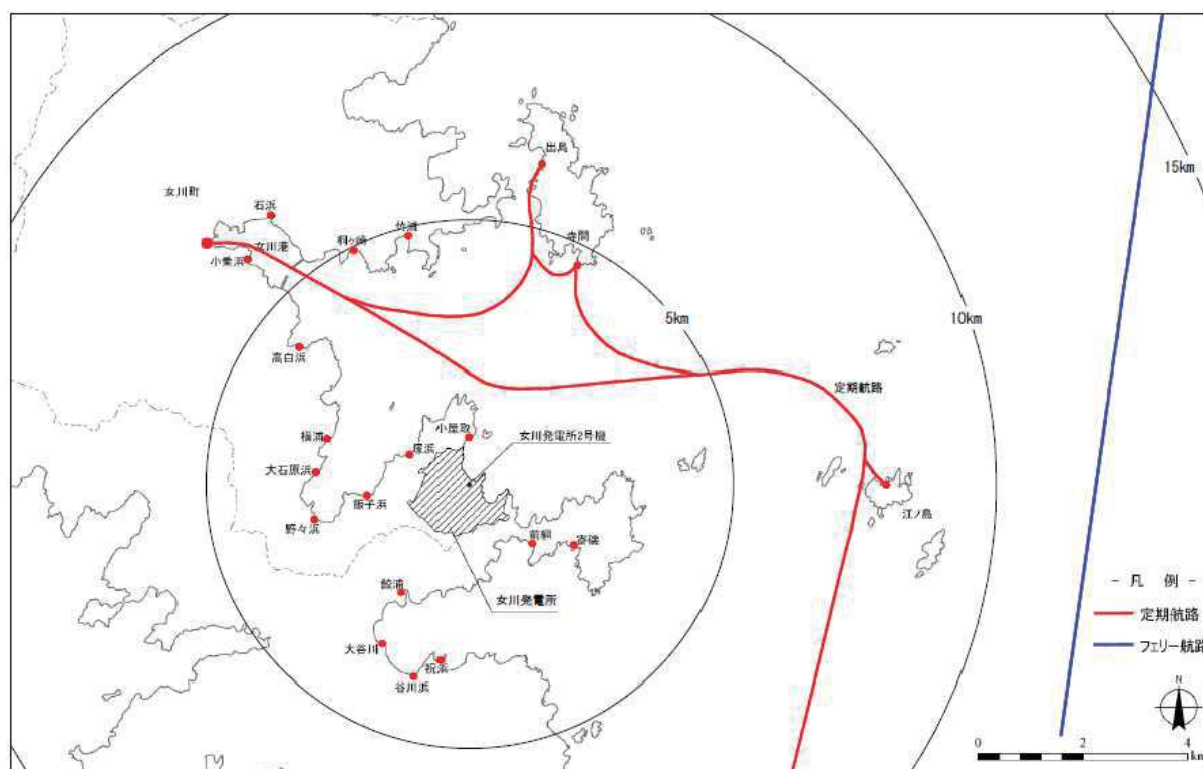 出島
15km
女川町
石浜
竹浦
寺間
女川港
桐ヶ崎
小乗浜
5km
10km
高白浜
定期航路
小屋取
女川発電所2号機
横浦
塚浜
大石原浜
飯子浜
江ノ島
野々浜
前網
寄磯
－ 凡 例 －
鮫浦
女川発電所
定期航路
大谷川
フェリー航路
祝浜
谷川浜
N
0 2 4
km